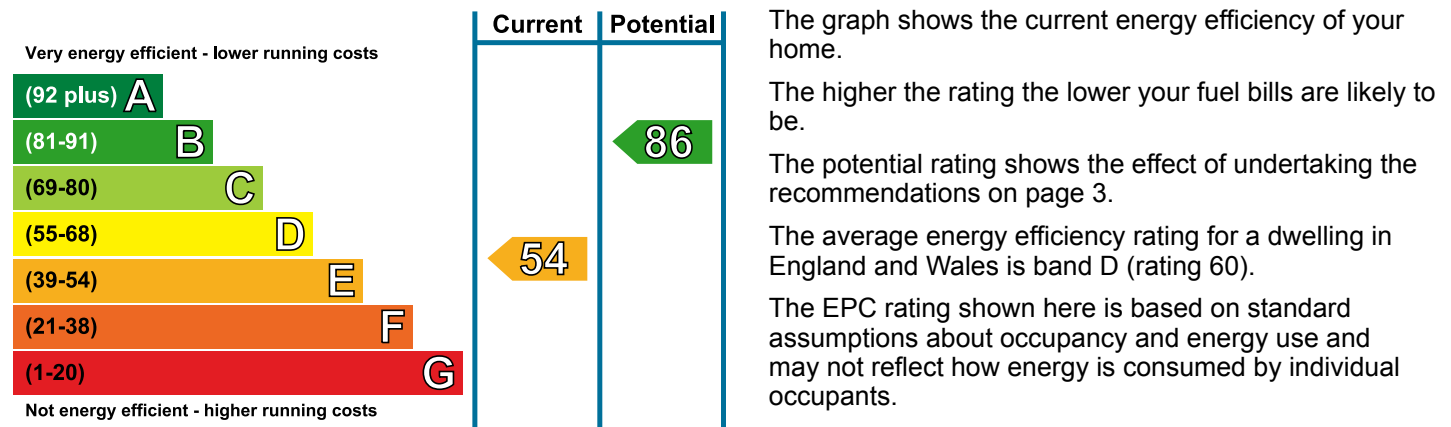 Current Potential
Very energy efficient - lower running costs
(92 plus) A
(81-91) B
86
(69-80) C
(55-68) D
54
(39-54) E
(21-38) F
(1-20) G
Not energy efficient - higher running costs
The graph shows the current energy efficiency of your
home.
The higher the rating the lower your fuel bills are likely to
be.
The potential rating shows the effect of undertaking the
recommendations on page 3.
The average energy efficiency rating for a dwelling in
England and Wales is band D (rating 60).
The EPC rating shown here is based on standard
assumptions about occupancy and energy use and
may not reflect how energy is consumed by individual
occupants.